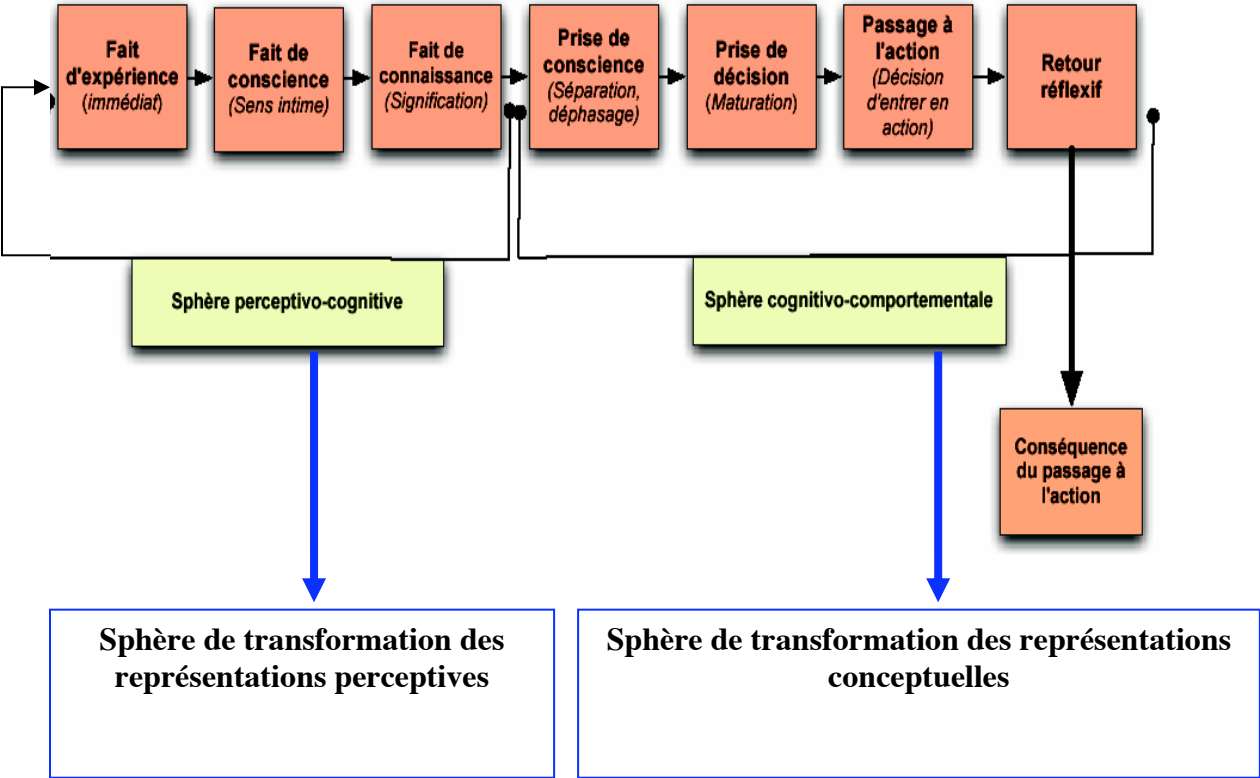 Fait
d'expérience
(immédiat)
Fait de
conscience
(Sens intime)
Fait de
connaissance
(Signification)
Prise de
conscience
(Séparation,
déphasage)
Prise de
décision
(Maturation)
Passage à
l'action
(Décision
d'entrer en
action)
Retour
réflexif
Sphère perceptivo-cognitive
Sphère cognitivo-comportementale
Conséquence
du passage à
l'action
Sphère de transformation des
représentations perceptives
Sphère de transformation des représentations
conceptuelles